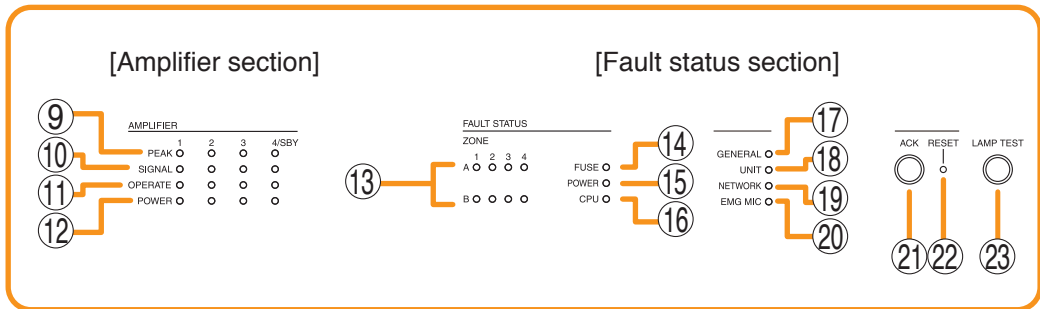 [Amplifier section]
[Fault status section]
AMPLIFIER
1 2 3 4/SBY
⑨ PEAK
⑩ SIGNAL
⑪ OPERATE
⑫ POWER
FAULT STATUS
ZONE
1 2 3 4
⑬ A
B
FUSE ⑭
POWER ⑮
CPU ⑯
GENERAL ⑰
UNIT ⑱
NETWORK ⑲
EMG MIC ⑳
ACK RESET LAMP TEST
㉑ ㉒ ㉓